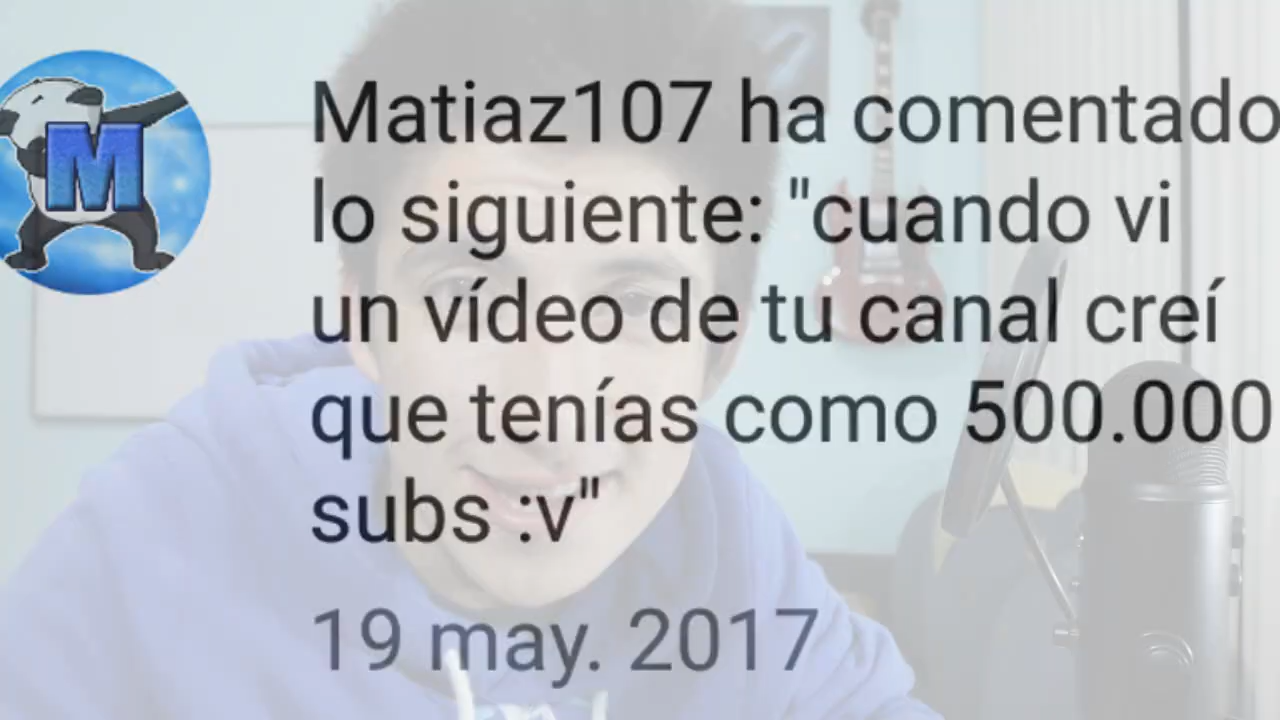 M
Matiaz107 ha comentado
lo siguiente: "cuando vi
un vídeo de tu canal creí
que tenías como 500.000
subs :v"
19 may. 2017